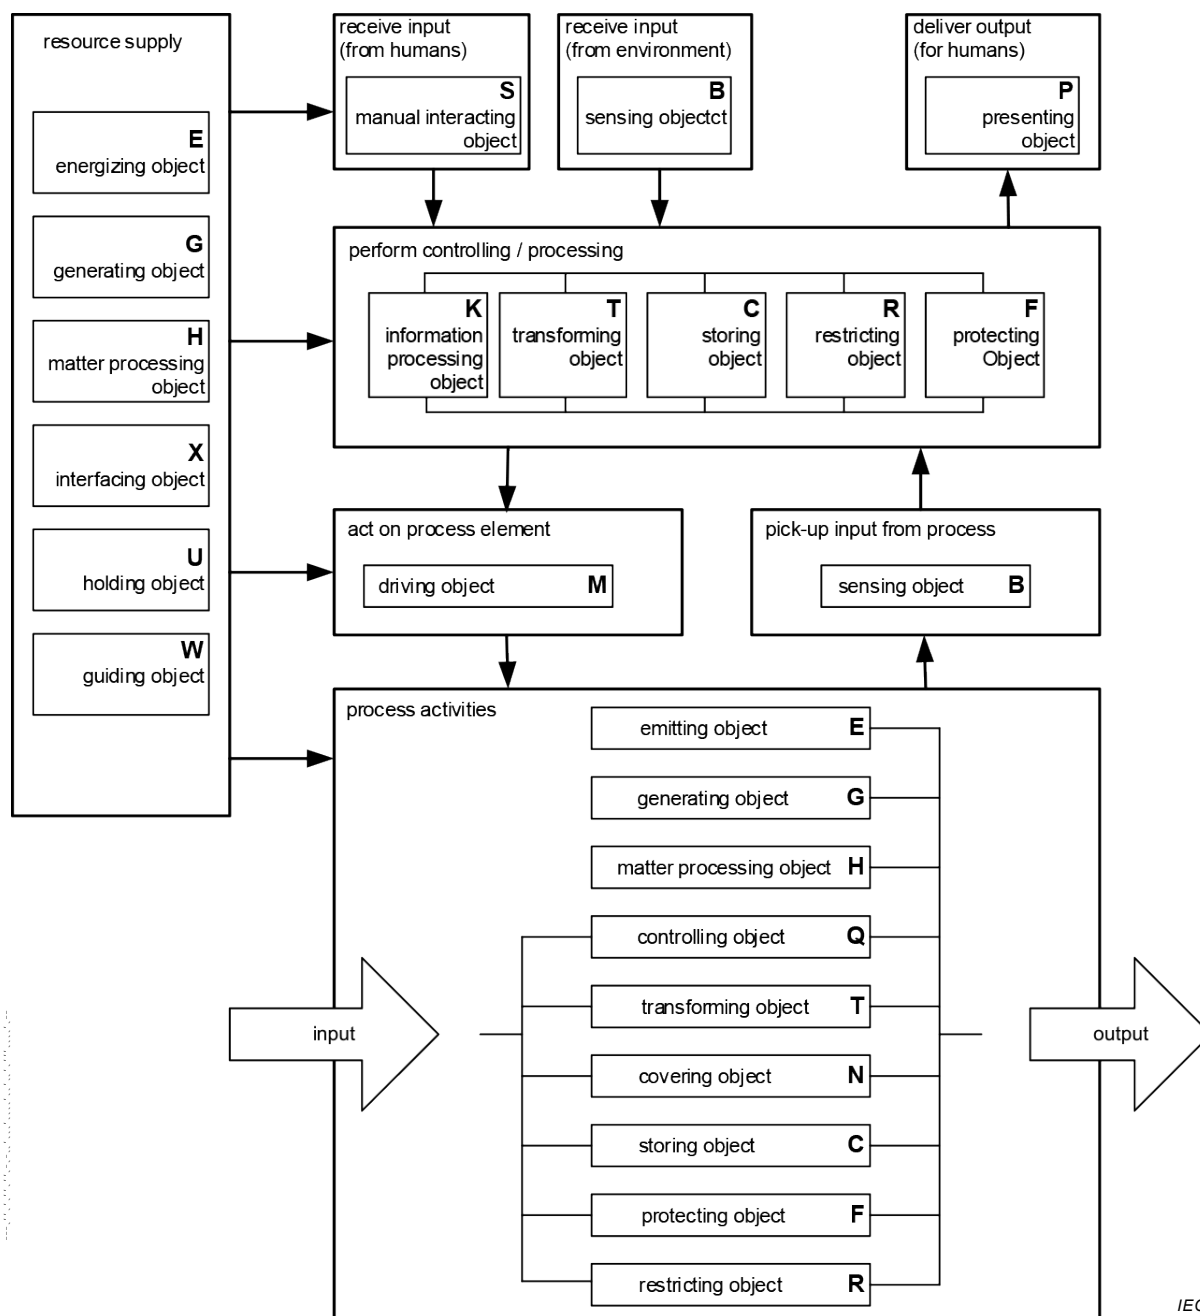 resource supply
E
energizing object
G
generating object
H
matter processing
object
X
interfacing object
U
holding object
W
guiding object
receive input
(from humans)
S
manual interacting
object
receive input
(from environment)
B
sensing objectct
deliver output
(for humans)
P
presenting
object
perform controlling / processing
K
information
processing
object
T
transforming
object
C
storing
object
R
restricting
object
F
protecting
Object
act on process element
driving object M
pick-up input from process
sensing object B
process activities
emitting object E
generating object G
matter processing object H
controlling object Q
transforming object T
covering object N
storing object C
protecting object F
restricting object R
input
output
IEC